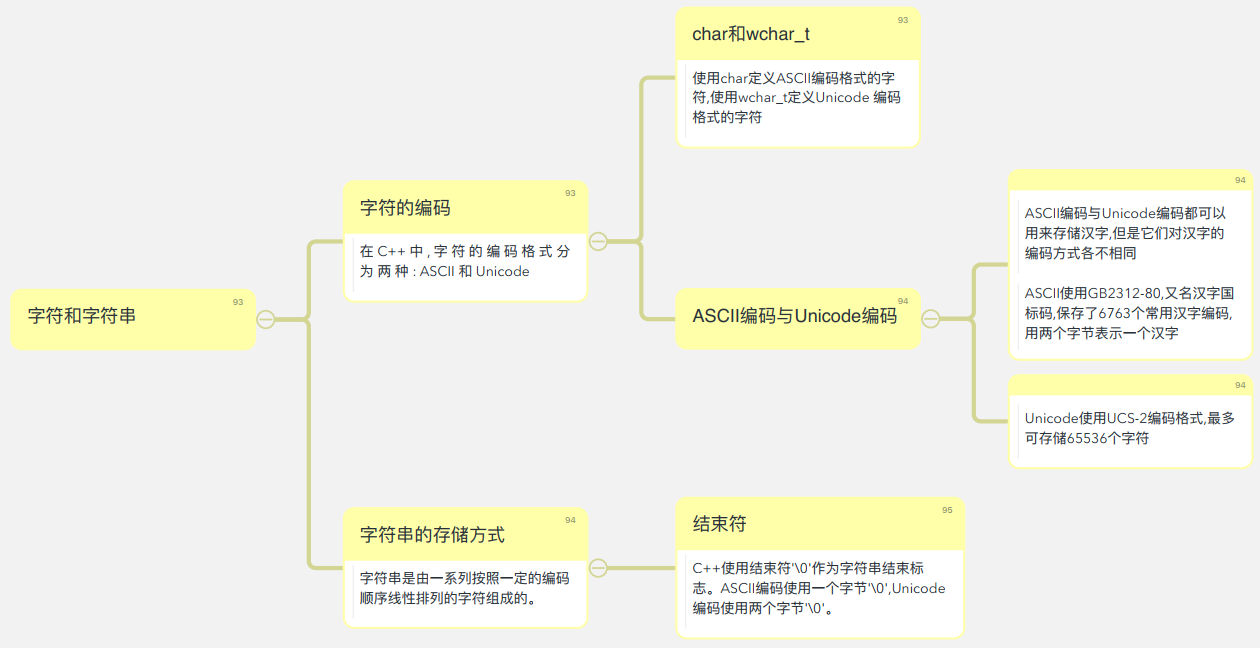 字符和字符串
93
字符的编码
93
在 C++ 中 , 字 符 的 编 码 格 式 分
为 两 种 : ASCII 和 Unicode
char和wchar_t
93
使用char定义ASCII编码格式的字
符,使用wchar_t定义Unicode 编码
格式的字符
ASCII编码与Unicode编码
94
94
ASCII编码与Unicode编码都可以
用来存储汉字,但是它们对汉字的
编码方式各不相同
ASCII使用GB2312-80,又名汉字国
标码,保存了6763个常用汉字编码,
用两个字节表示一个汉字
94
Unicode使用UCS-2编码格式,最多
可存储65536个字符
字符串的存储方式
94
字符串是由一系列按照一定的编码
顺序线性排列的字符组成的。
结束符
95
C++使用结束符'\0'作为字符串结束标
志。ASCII编码使用一个字节'\0',Unicode
编码使用两个字节'\0'。